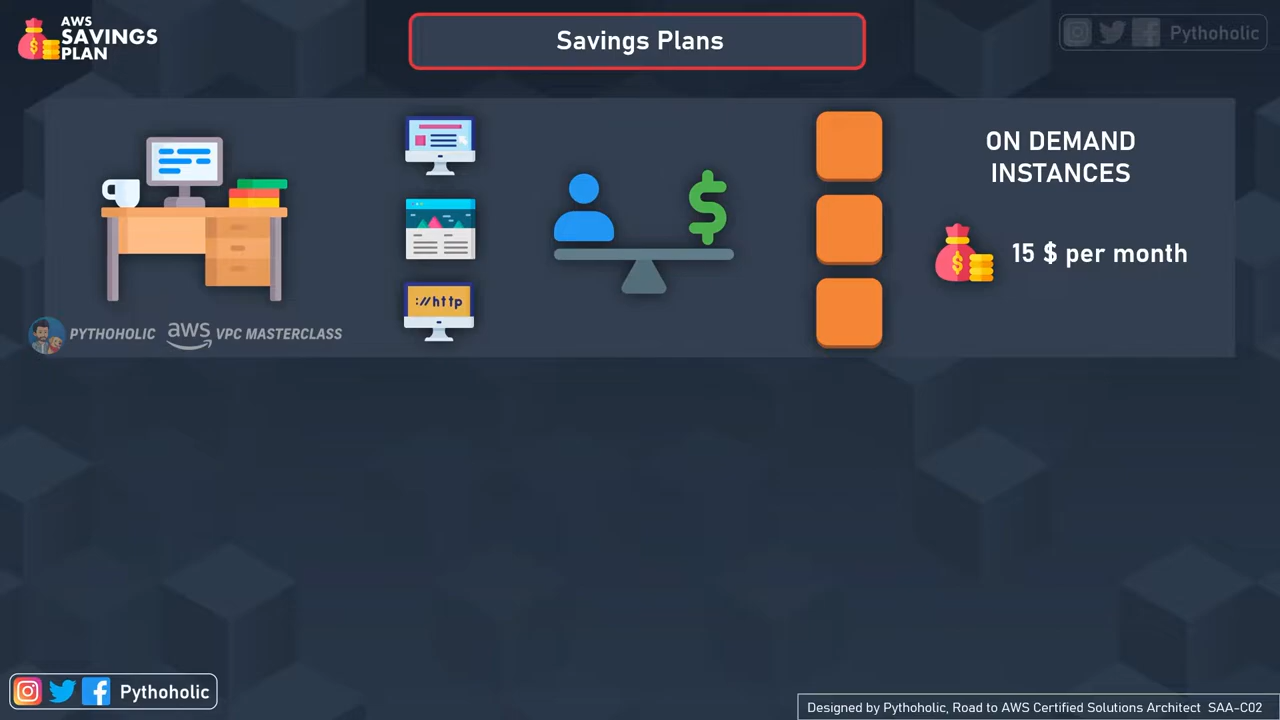 AWS
SAVINGS
PLAN
Savings Plans
Pythoholic
ON DEMAND
INSTANCES
15 $ per month
://http
PYTHOHOLIC aws VPC MASTERCLASS
Pythoholic
Designed by Pythoholic, Road to AWS Certified Solutions Architect SAA-C02